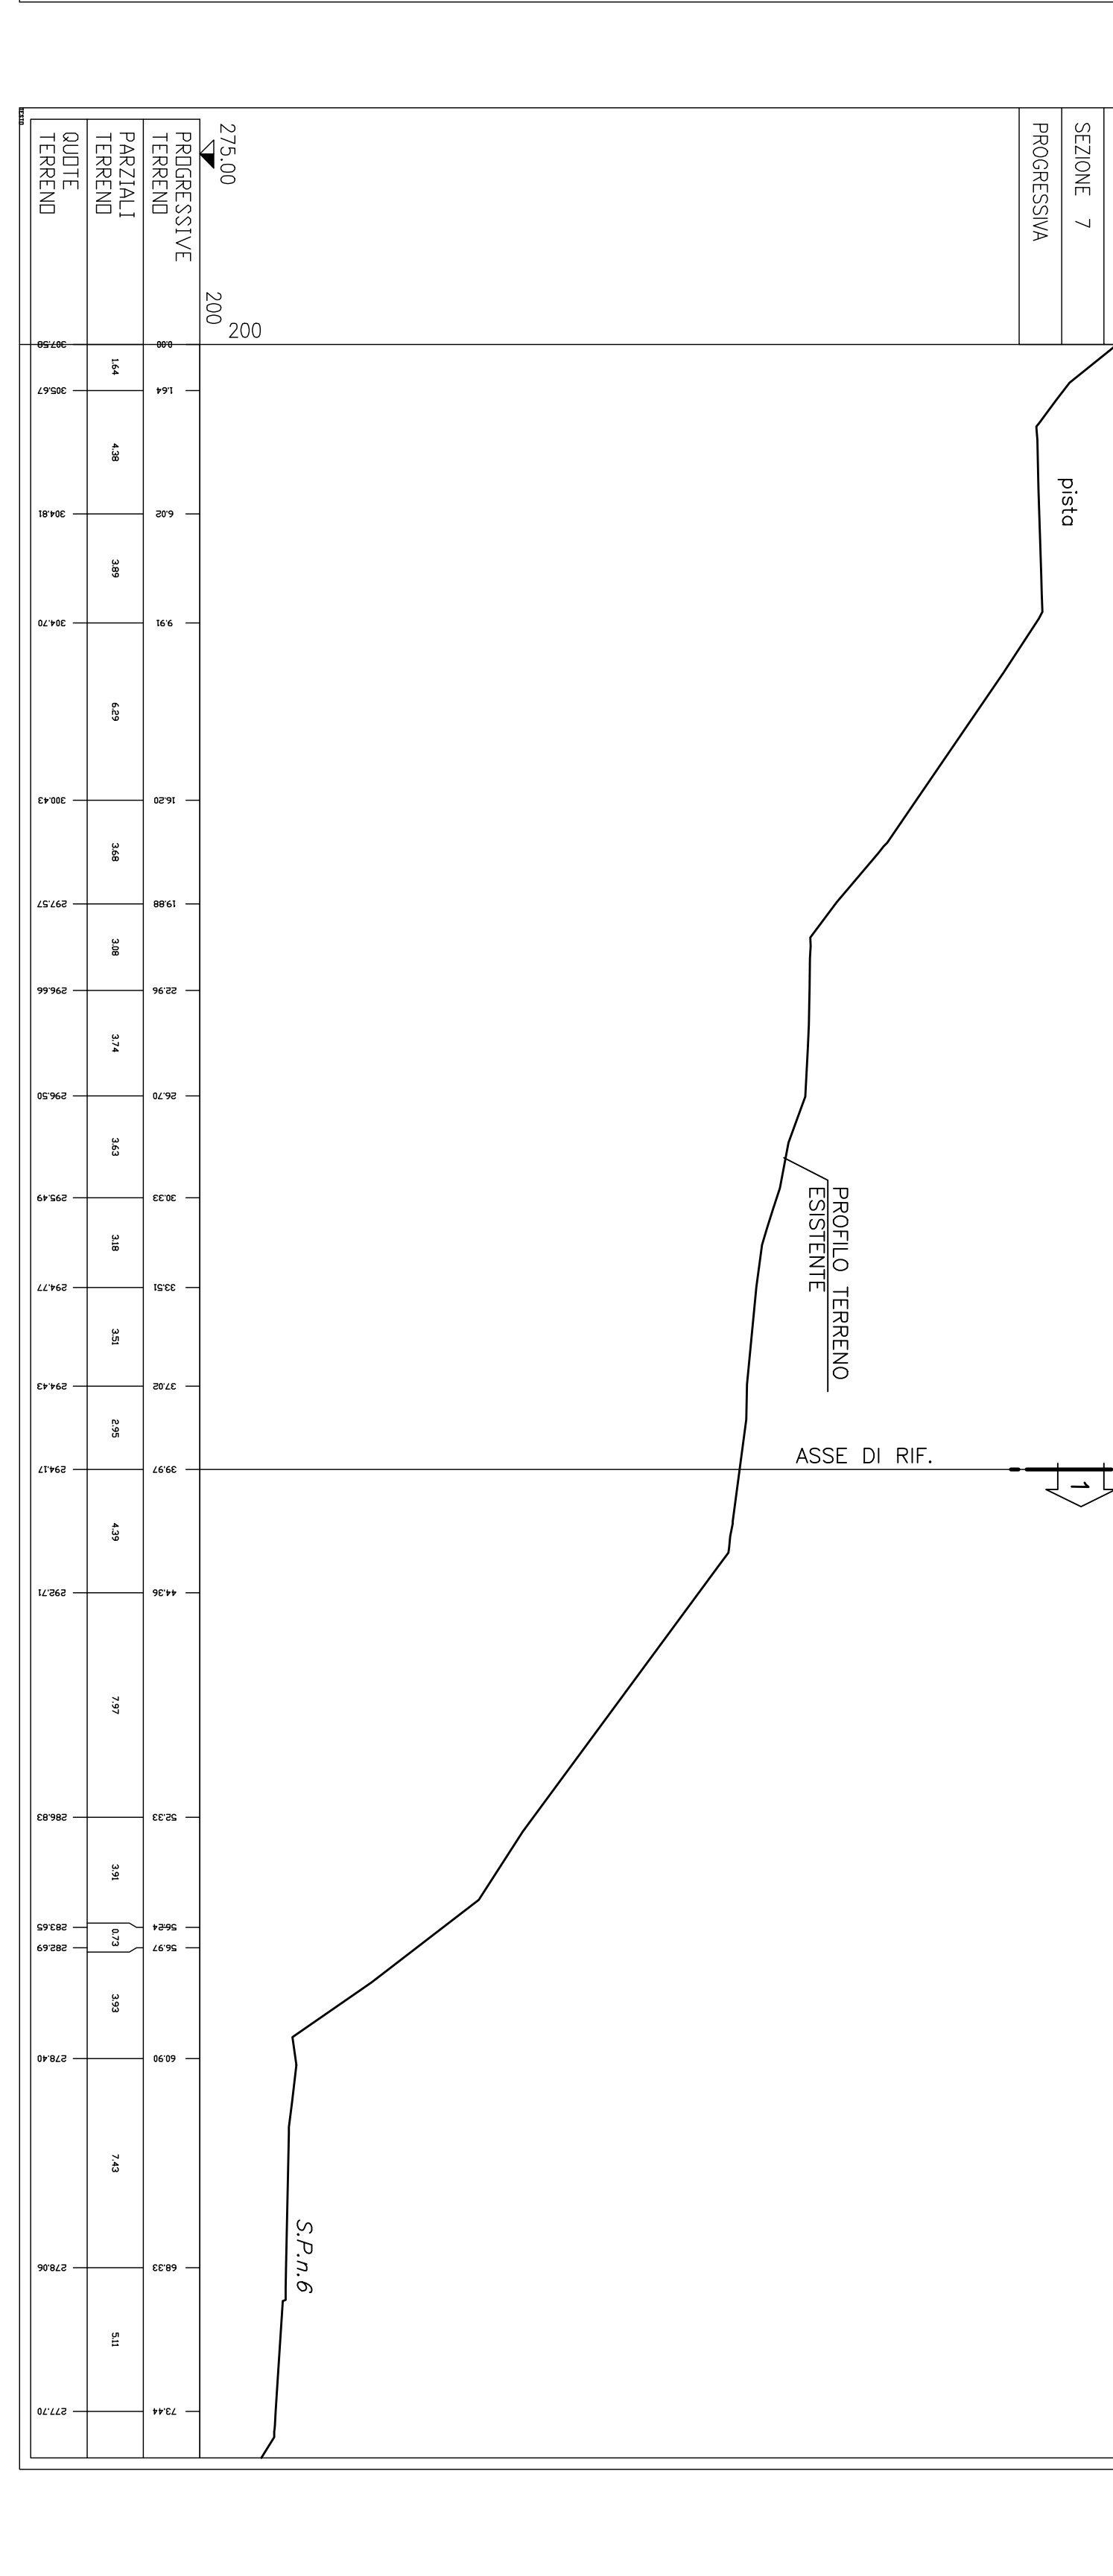 SEZIONE 7
PROGRESSIVA
pista
PROFILO TERRENO
ESISTENTE
ASSE DI RIF.
1
S.P.n.6
275.00
200
200
PROGRESSIVE
TERRENO
0.00 1.64 6.02 9.91 16.20 19.88 22.96 26.70 30.33 33.51 37.02 39.97 44.36 52.33 56.24 56.97 60.90 68.33 73.44
PARZIALI
TERRENO
1.64 4.38 3.89 6.29 3.68 3.08 3.74 3.63 3.18 3.51 2.95 4.39 7.97 3.91 0.73 3.93 7.43 5.11
QUOTE
TERRENO
307.58 305.67 304.81 304.70 300.43 297.57 296.66 296.50 295.49 294.77 294.43 294.17 292.71 286.83 283.65 282.69 278.40 278.06 277.70